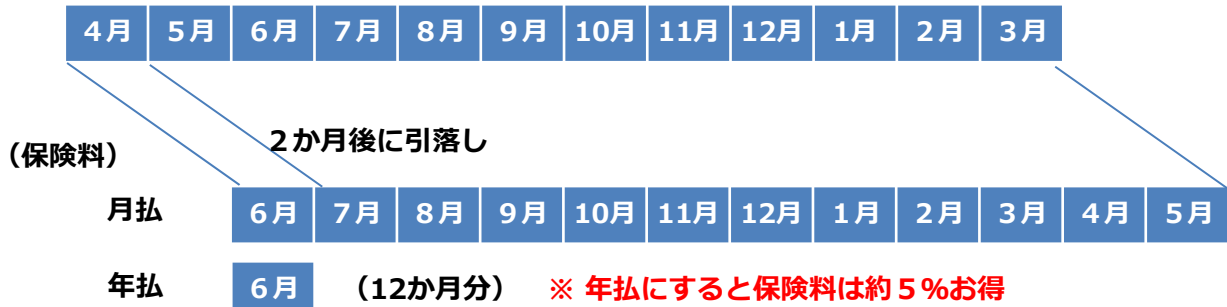 4月 5月 6月 7月 8月 9月 10月 11月 12月 1月 2月 3月
2か月後に引落し
(保険料)
月払 6月 7月 8月 9月 10月 11月 12月 1月 2月 3月 4月 5月
年払 6月 (12か月分) ※ 年払にすると保険料は約5%お得